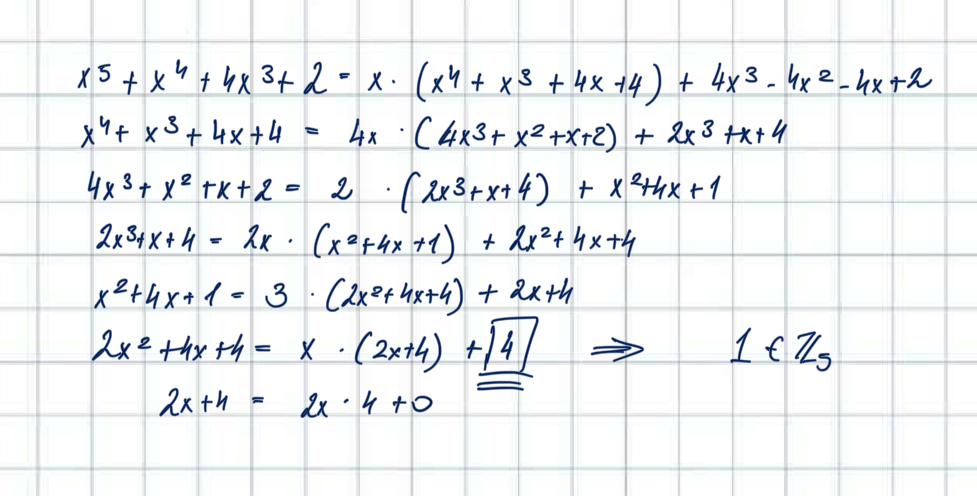 x⁵ + x⁴ + 4x³ + 2 = x · (x⁴ + x³ + 4x + 4) + 4x³ - 4x² - 4x + 2
x⁴ + x³ + 4x + 4 = 4x · (4x³ + x² + x + 2) + 2x³ + x + 4
4x³ + x² + x + 2 = 2 · (2x³ + x + 4) + x² + 4x + 1
2x³ + x + 4 = 2x · (x² + 4x + 1) + 2x² + 4x + 4
x² + 4x + 1 = 3 · (2x² + 4x + 4) + 2x + 4
2x² + 4x + 4 = x · (2x + 4) + 4 ⟹ 1 ∈ ℤ₅
2x + 4 = 2x · 4 + 0